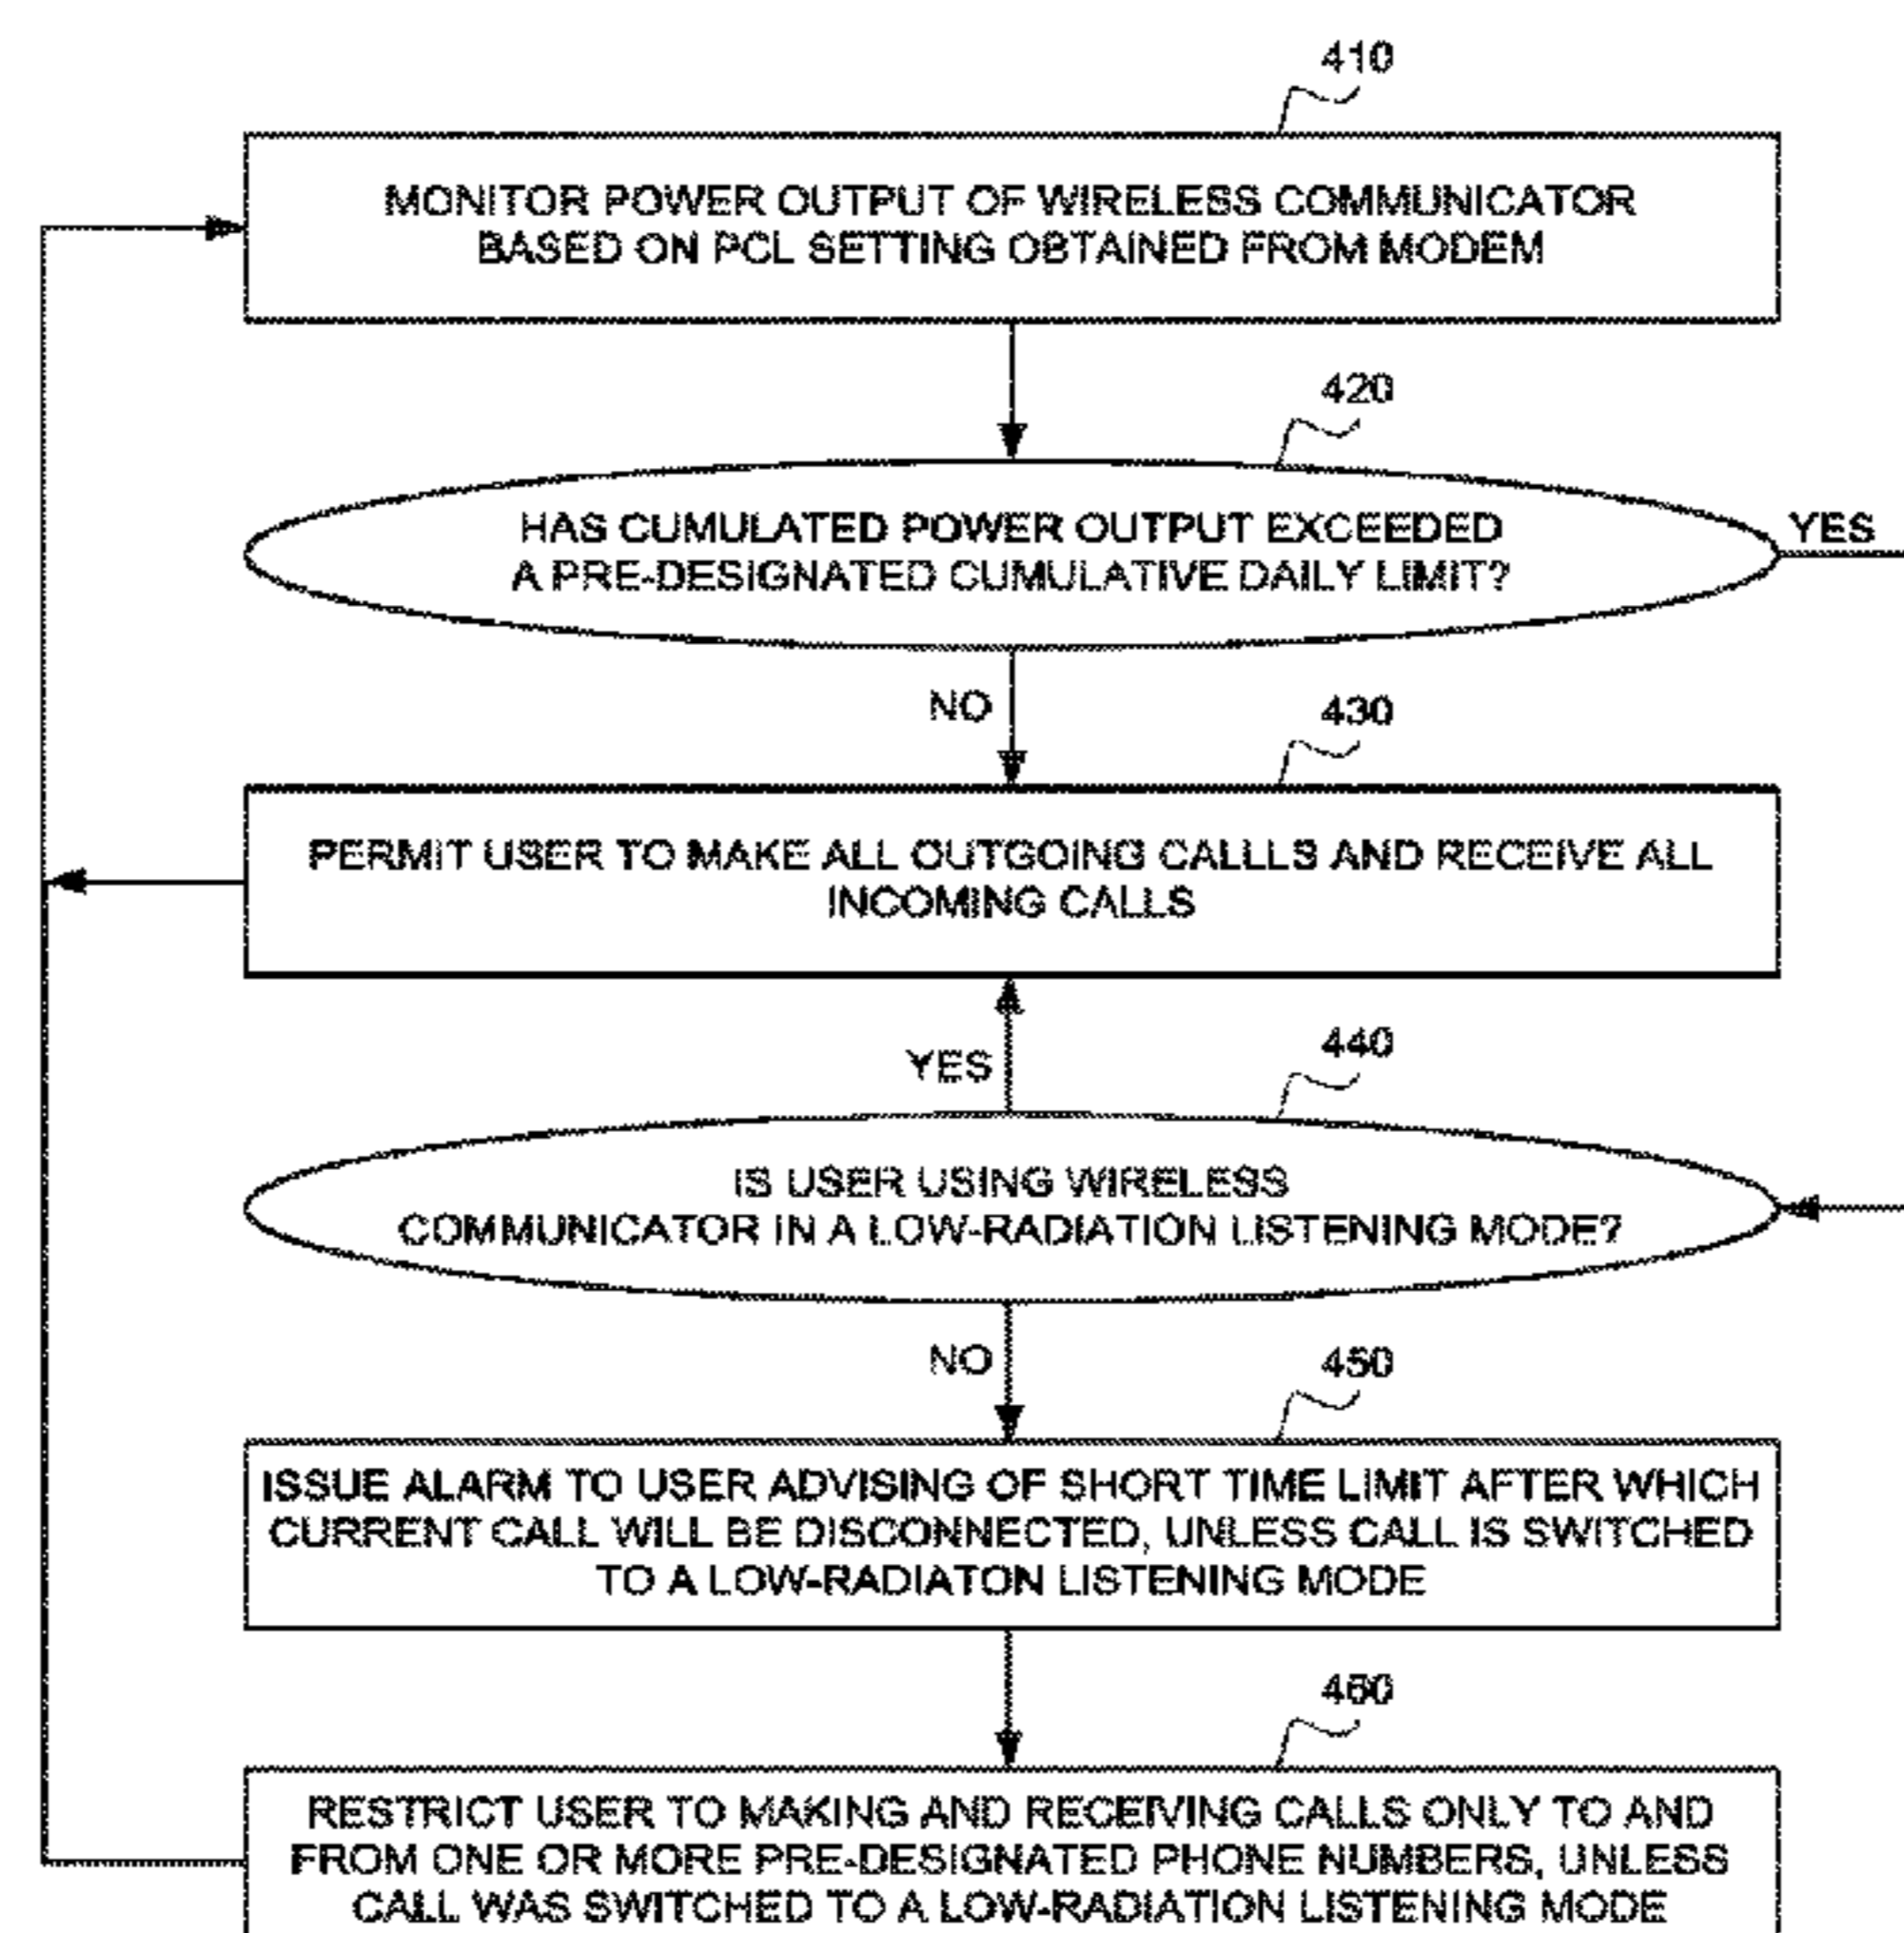 410
MONITOR POWER OUTPUT OF WIRELESS COMMUNICATOR
BASED ON PCL SETTING OBTAINED FROM MODEM
420
HAS CUMULATED POWER OUTPUT EXCEEDED
A PRE-DESIGNATED CUMULATIVE DAILY LIMIT?
YES
NO
430
PERMIT USER TO MAKE ALL OUTGOING CALLLS AND RECEIVE ALL
INCOMING CALLS
YES
440
IS USER USING WIRELESS
COMMUNICATOR IN A LOW-RADIATION LISTENING MODE?
NO
450
ISSUE ALARM TO USER ADVISING OF SHORT TIME LIMIT AFTER WHICH
CURRENT CALL WILL BE DISCONNECTED, UNLESS CALL IS SWITCHED
TO A LOW-RADIATON LISTENING MODE
460
RESTRICT USER TO MAKING AND RECEIVING CALLS ONLY TO AND
FROM ONE OR MORE PRE-DESIGNATED PHONE NUMBERS, UNLESS
CALL WAS SWITCHED TO A LOW-RADIATION LISTENING MODE